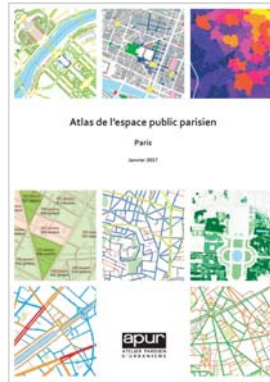 Atlas de l'espace public parisien
Paris
Janvier 2017
apur
ATELIER PARISIEN
D'URBANISME